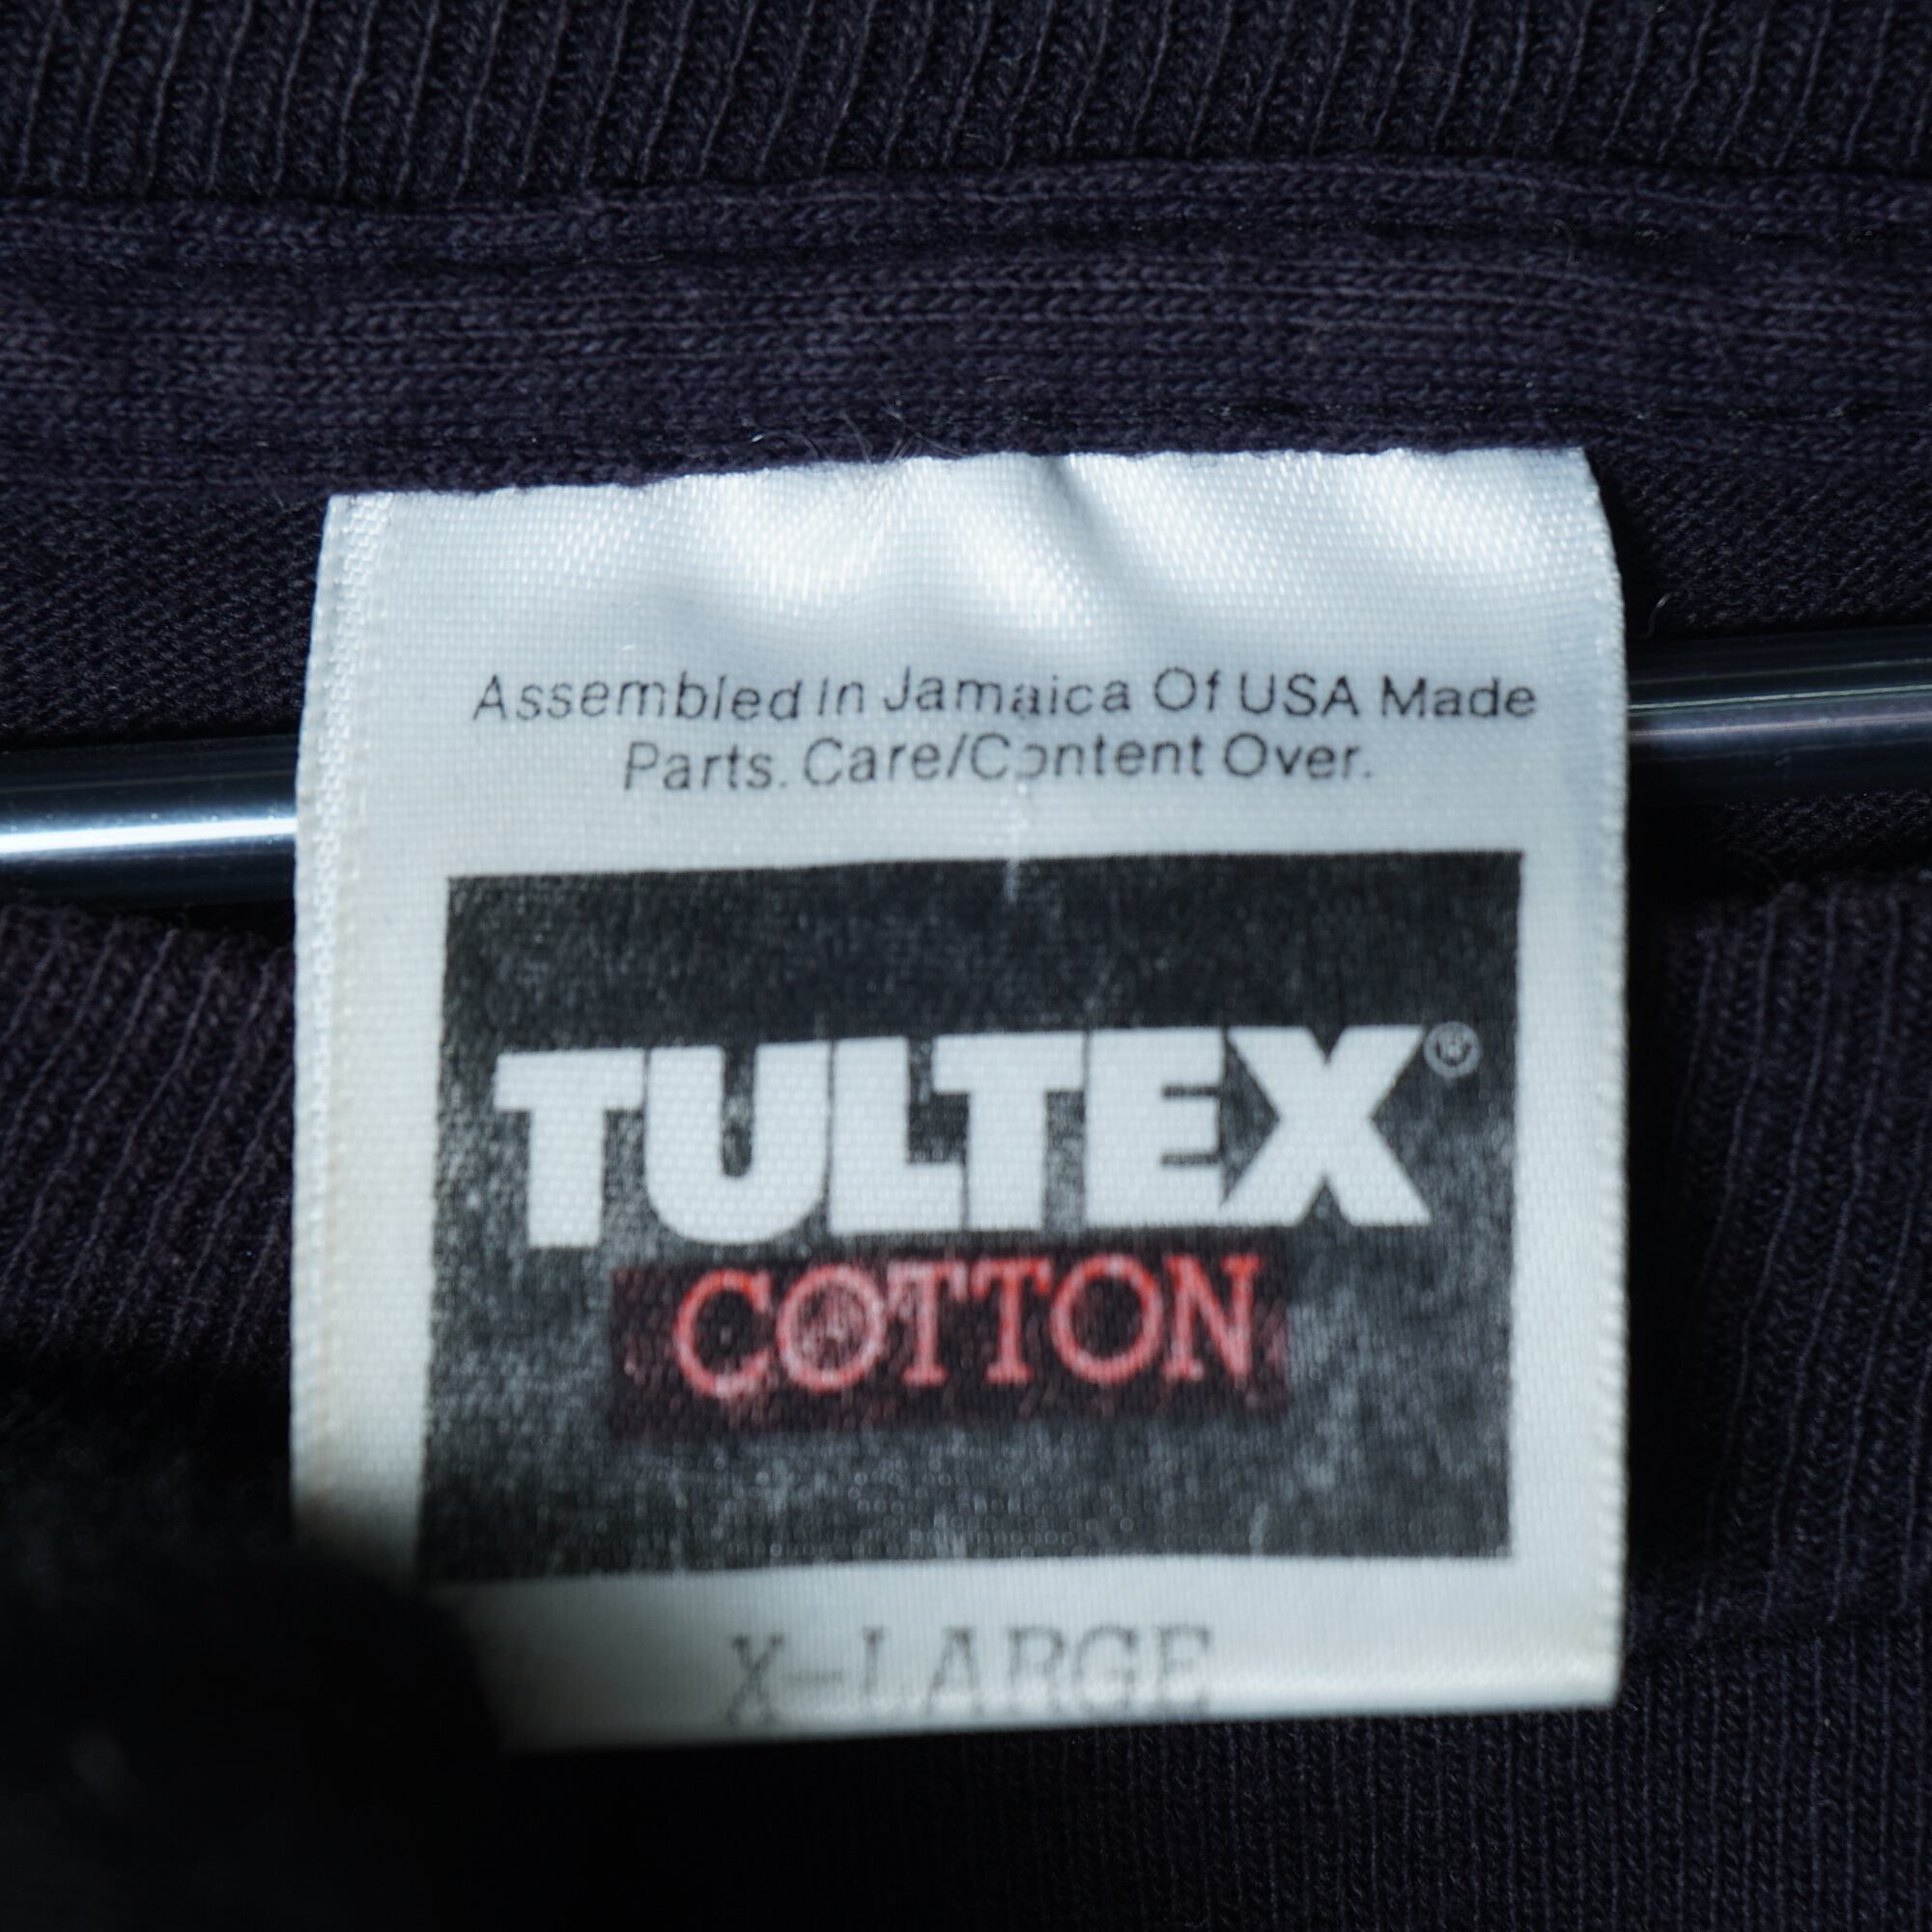 Assembled In Jamaica Of USA Made
Parts. Care/Content Over.
TULTEX®
COTTON
X-LARGE